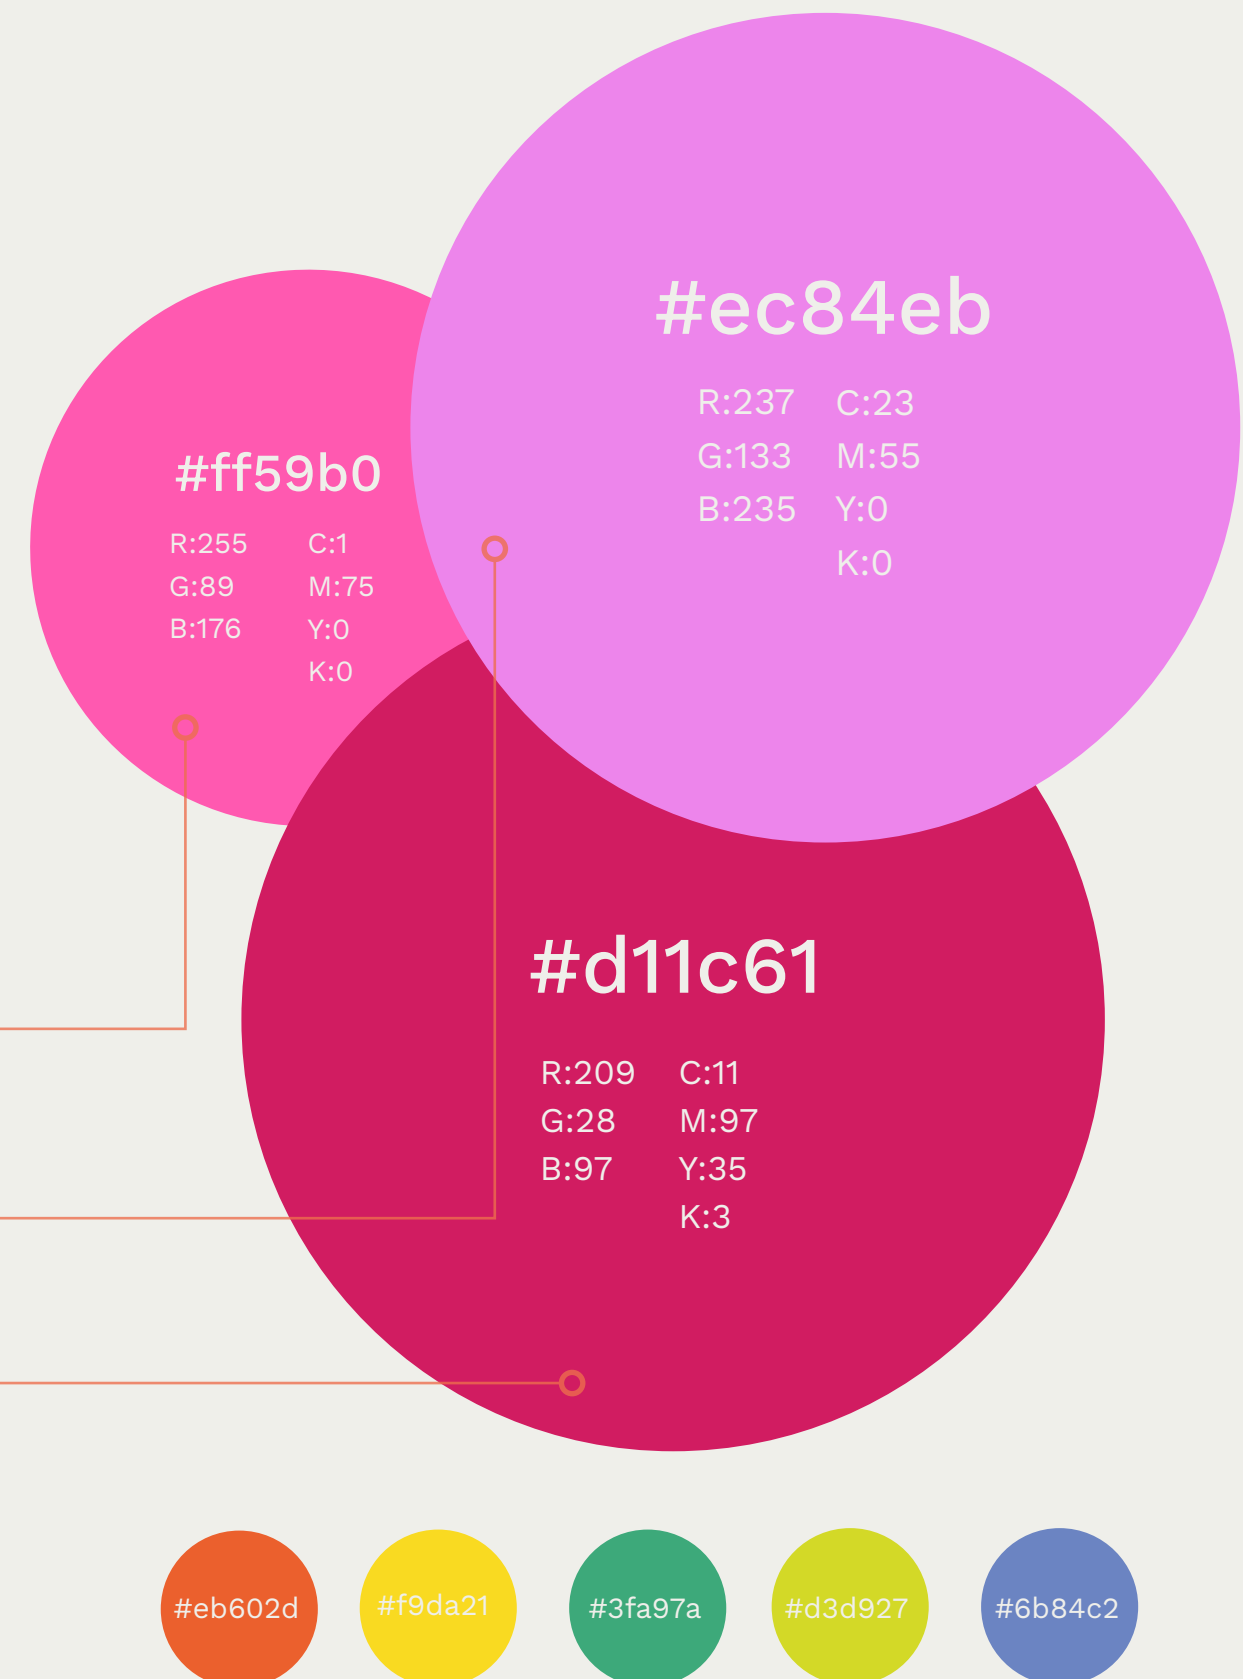 #ec84eb
R:237 C:23
G:133 M:55
B:235 Y:0
K:0
#ff59b0
R:255 C:1
G:89 M:75
B:176 Y:0
K:0
#d11c61
R:209 C:11
G:28 M:97
B:97 Y:35
K:3
#eb602d #f9da21 #3fa97a #d3d927 #6b84c2